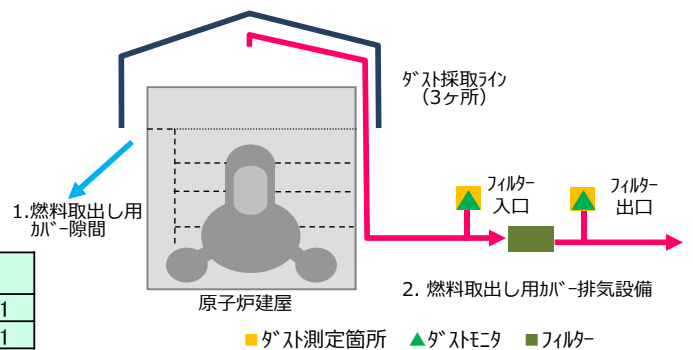 ダスト採取ライン
（3ヶ所）
フィルター
入口
フィルター
出口
1.燃料取出し用
カバー隙間
1
1
原子炉建屋
2. 燃料取出し用カバー排気設備
■ダスト測定箇所 ▲ダストモニタ ■フィルター